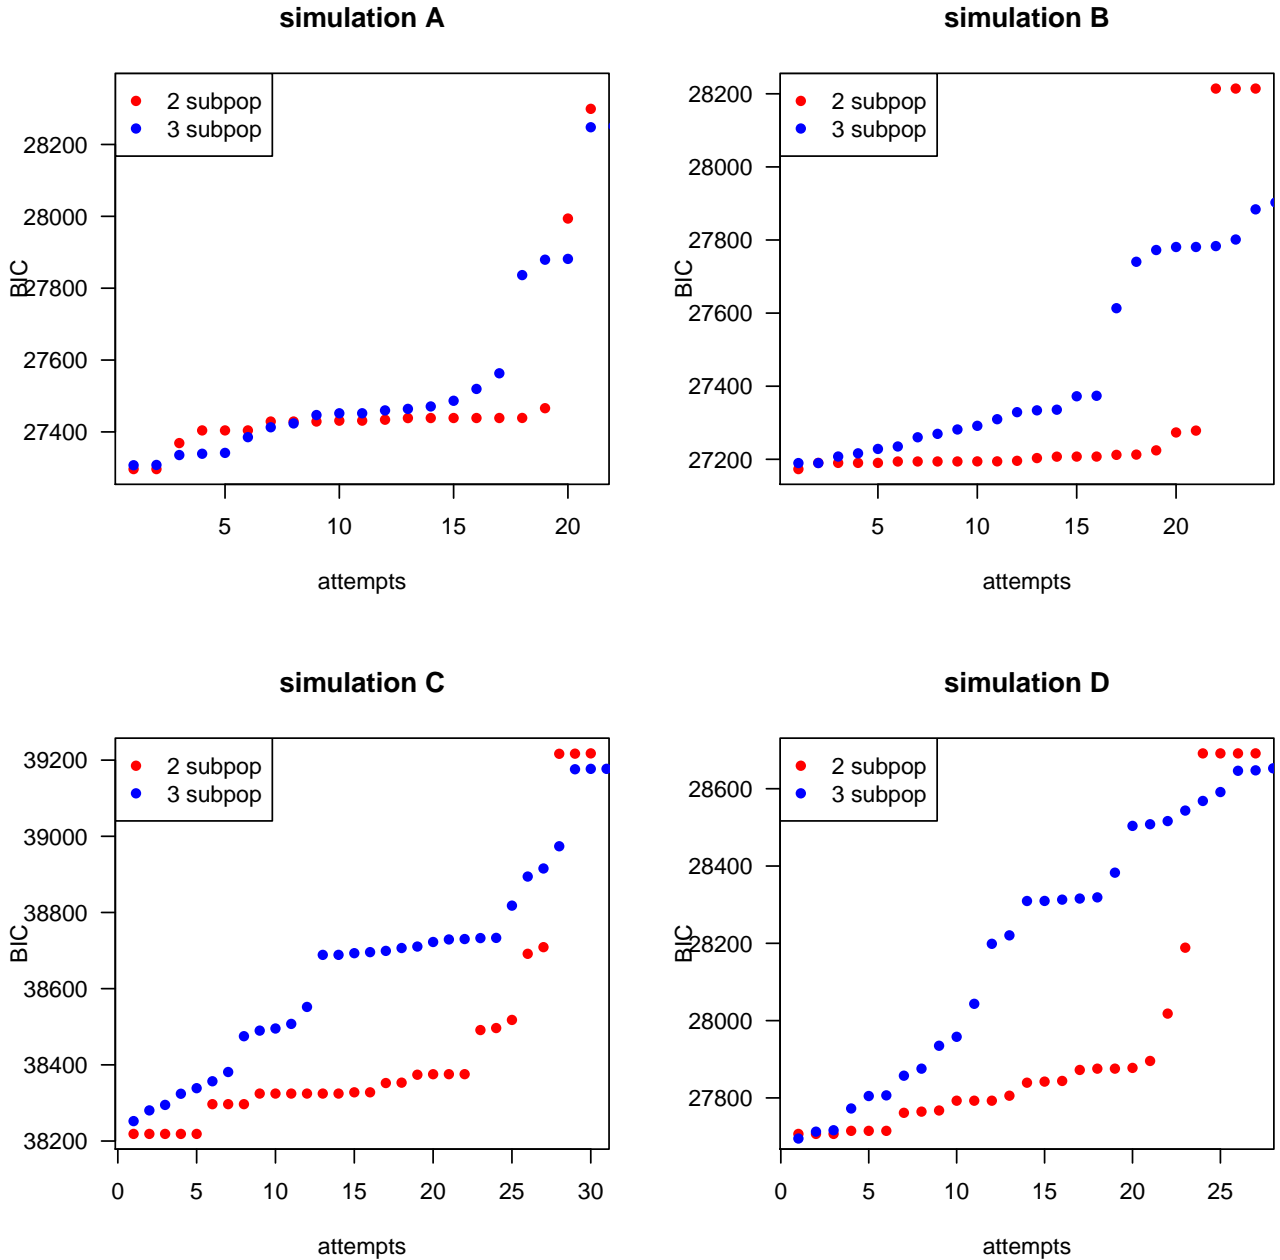 simulation A
2 subpop
3 subpop
BIC
28200
28000
27800
27600
27400
5
10
15
20
attempts
simulation B
2 subpop
3 subpop
BIC
28200
28000
27800
27600
27400
27200
5
10
15
20
attempts
simulation C
2 subpop
3 subpop
BIC
39200
39000
38800
38600
38400
38200
0
5
10
15
20
25
30
attempts
simulation D
2 subpop
3 subpop
BIC
28600
28400
28200
28000
27800
0
5
10
15
20
25
attempts